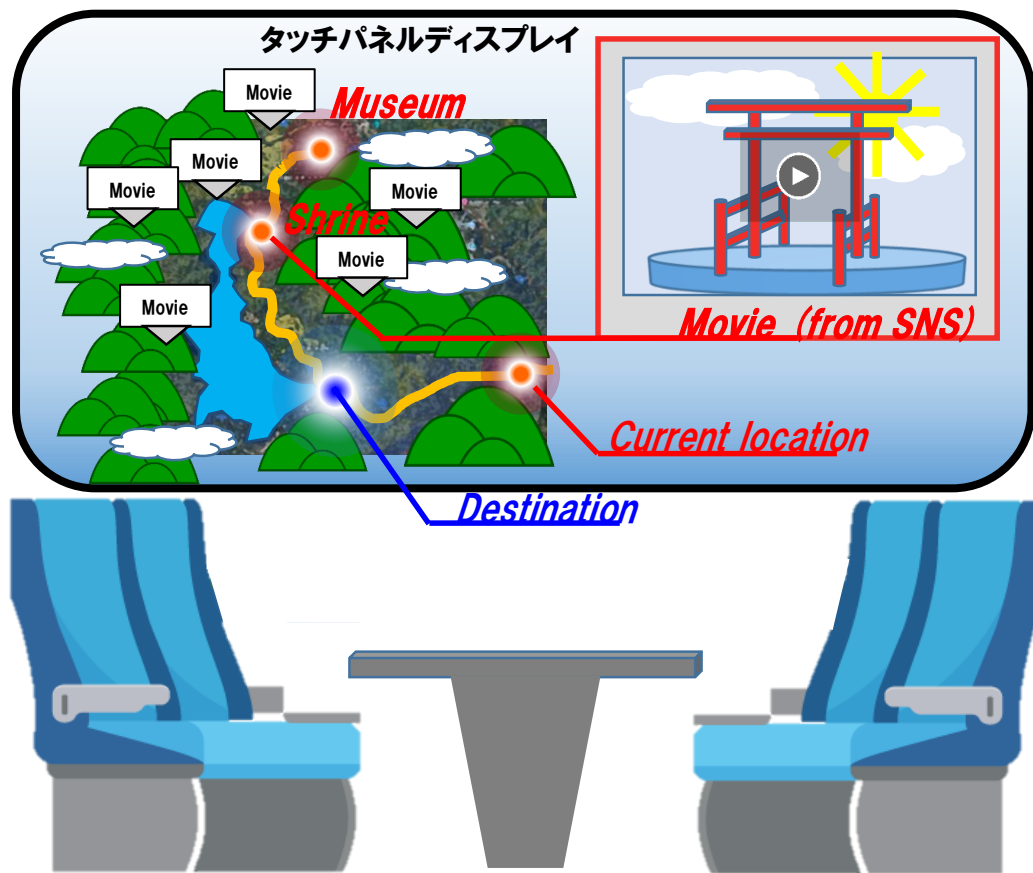 タッチパネルディスプレイ
Movie
Museum
Movie
Movie
Movie
Shrine
Movie
Movie
Movie (from SNS)
Current location
Destination